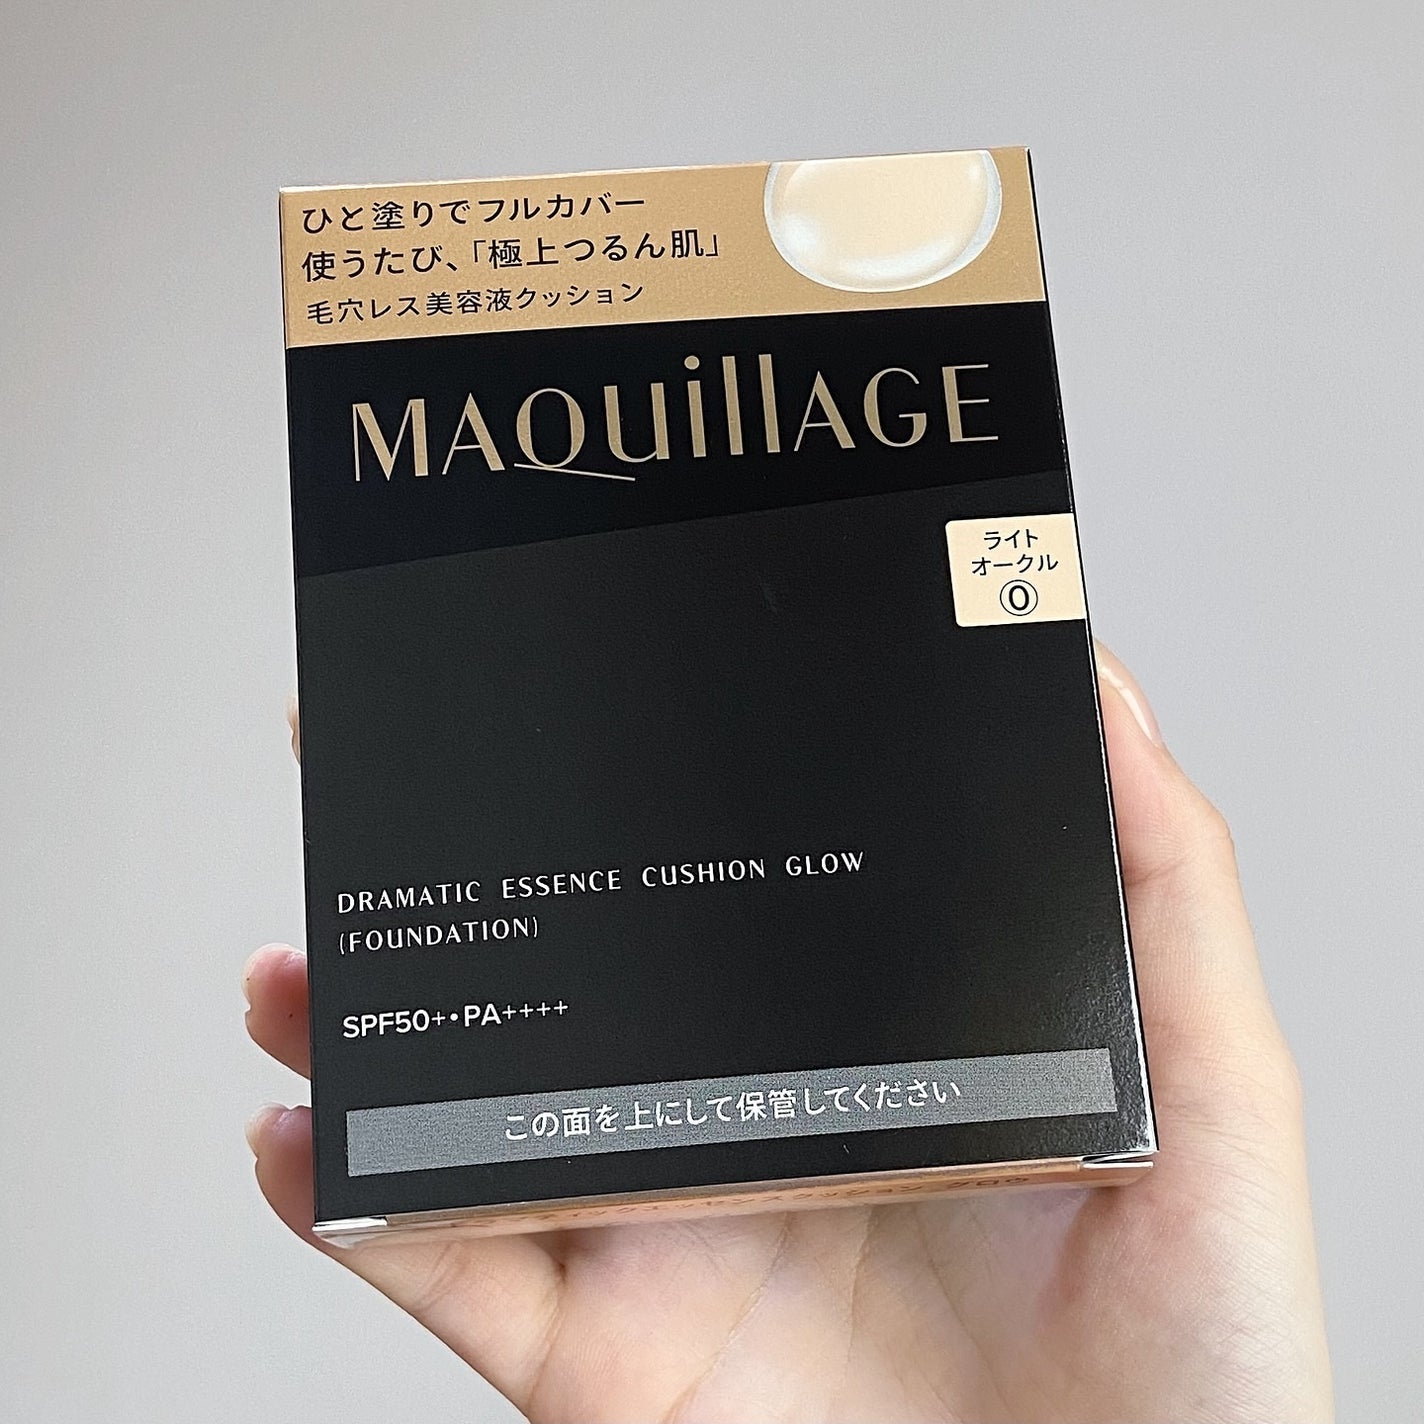 ひと塗りでフルカバー
使うたび、「極上つるん肌」
毛穴レス美容液クッション
MAQuillAGE
ライト
オークル
0
DRAMATIC ESSENCE CUSHION GLOW
(FOUNDATION)
SPF50+・PA++++
この面を上にして保管してください